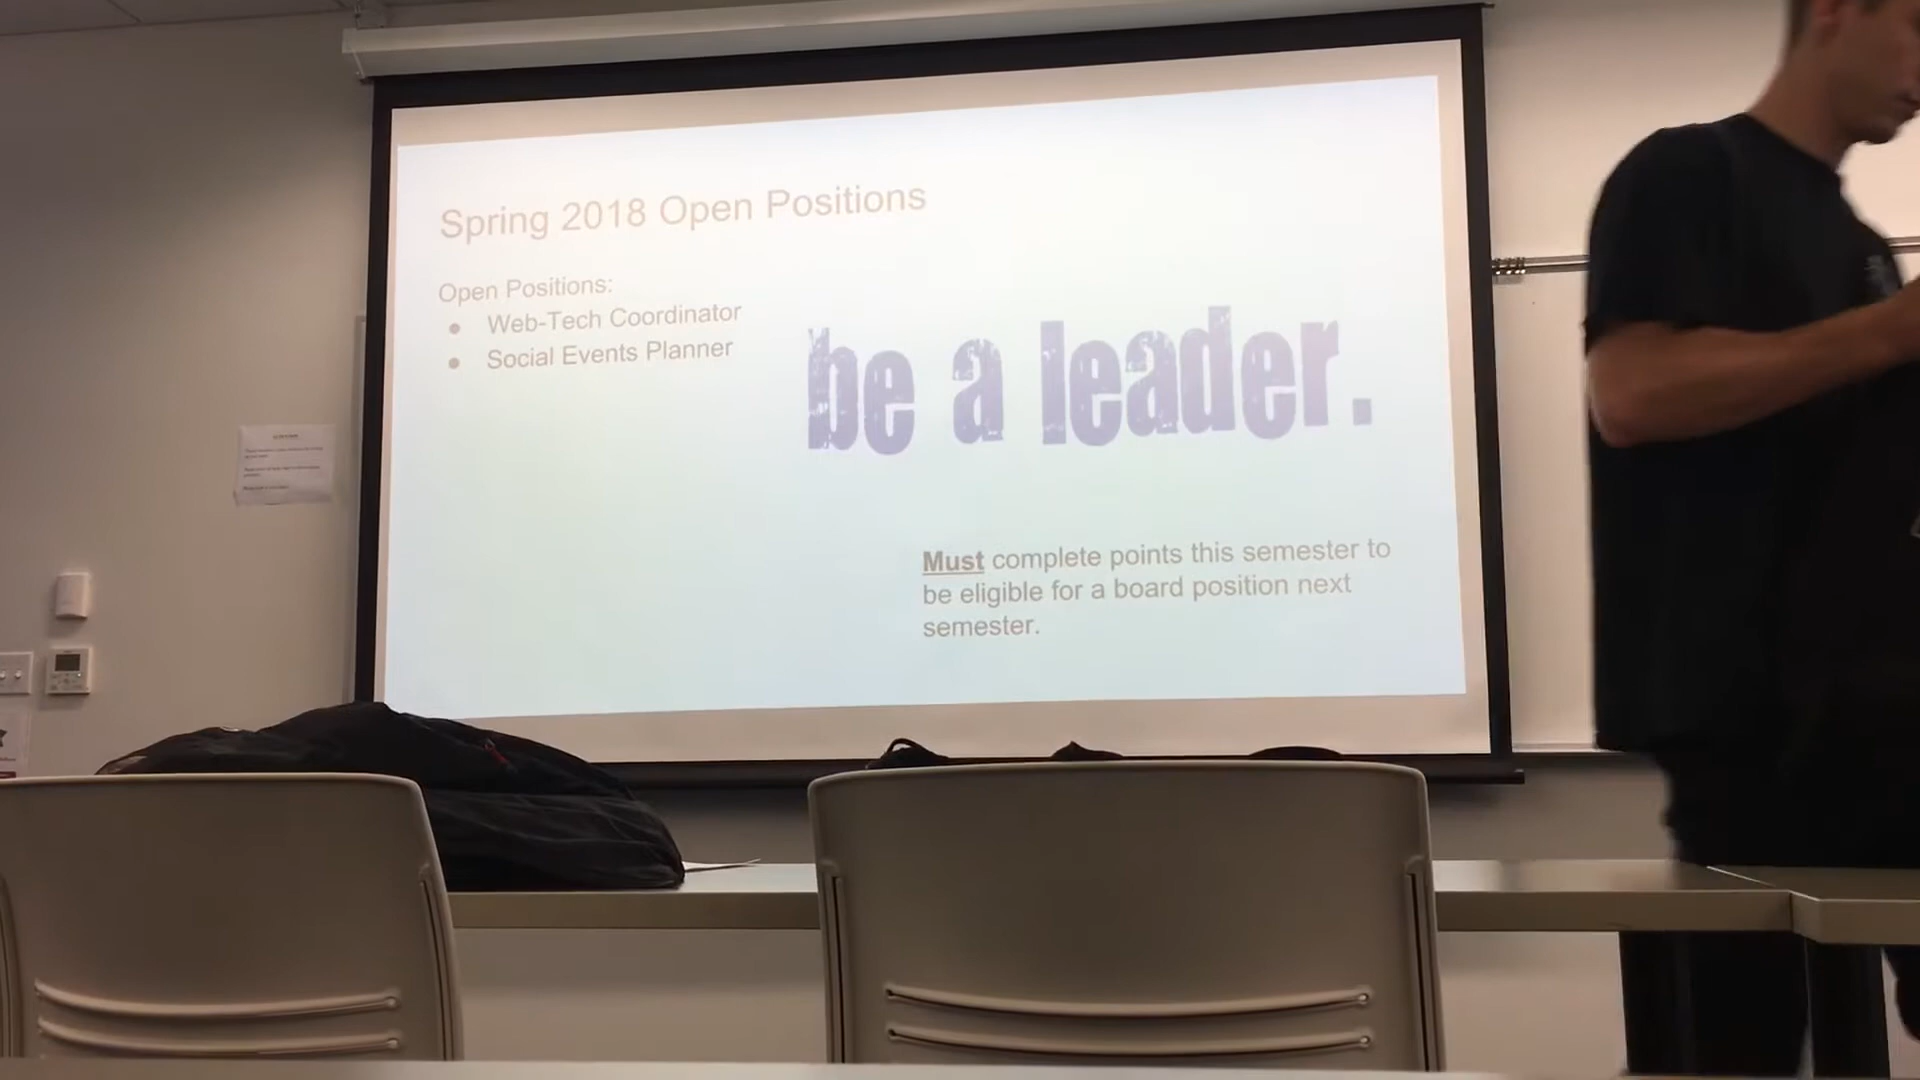 Spring 2018 Open Positions
Open Positions:
● Web-Tech Coordinator
● Social Events Planner
be a leader.
Must complete points this semester to
be eligible for a board position next
semester.